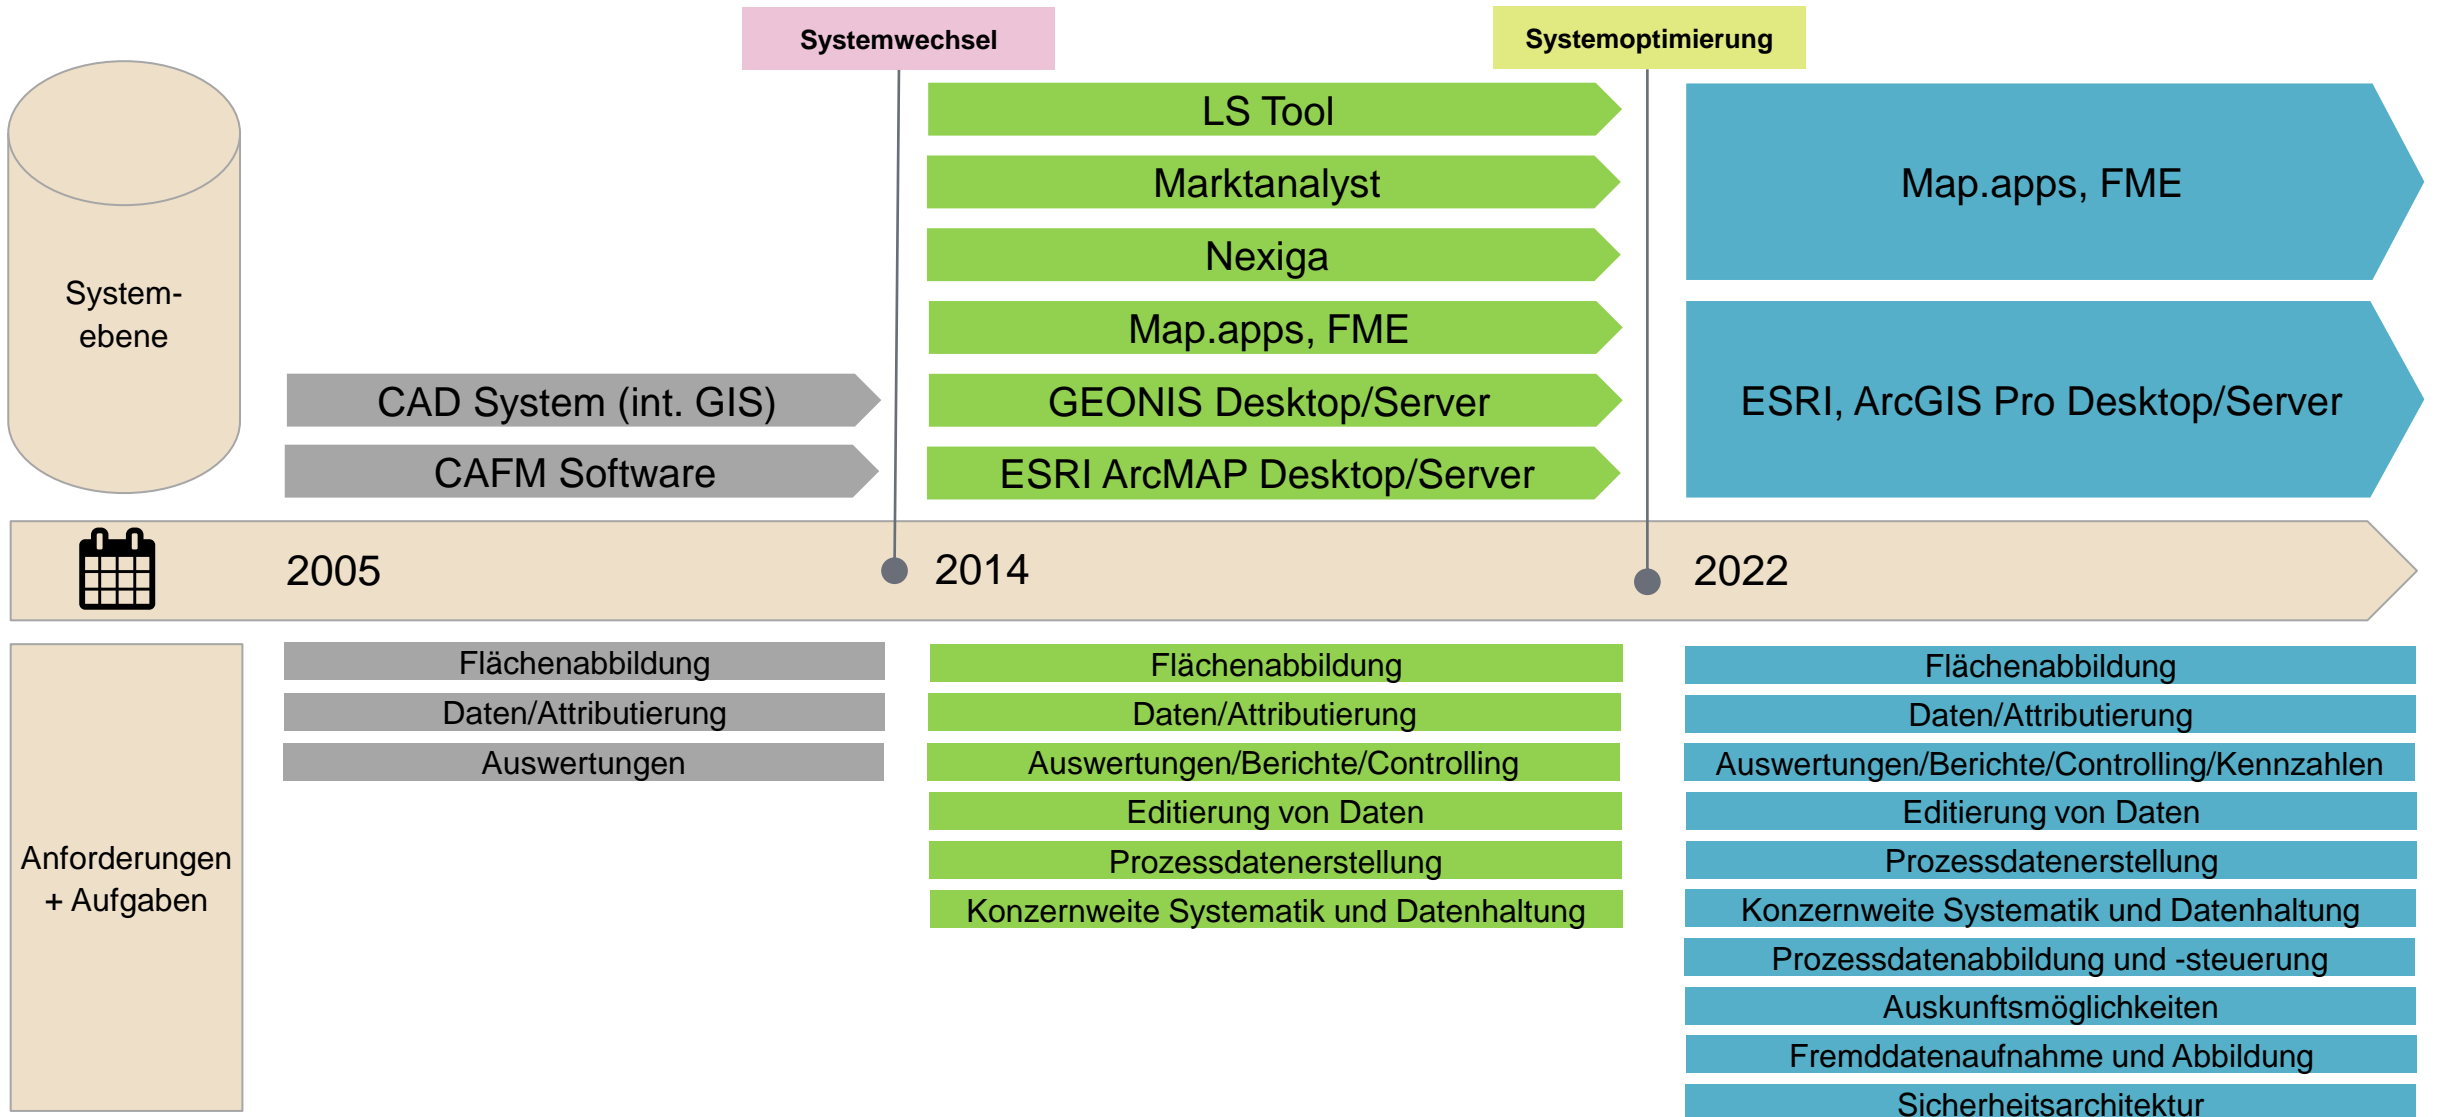 Systemwechsel
Systemoptimierung
System-
ebene
CAD System (int. GIS)
CAFM Software
LS Tool
Marktanalyst
Nexiga
Map.apps, FME
GEONIS Desktop/Server
ESRI ArcMAP Desktop/Server
Map.apps, FME
ESRI, ArcGIS Pro Desktop/Server
2005
2014
2022
Anforderungen
+ Aufgaben
Flächenabbildung
Daten/Attributierung
Auswertungen
Flächenabbildung
Daten/Attributierung
Auswertungen/Berichte/Controlling
Editierung von Daten
Prozessdatenerstellung
Konzernweite Systematik und Datenhaltung
Flächenabbildung
Daten/Attributierung
Auswertungen/Berichte/Controlling/Kennzahlen
Editierung von Daten
Prozessdatenerstellung
Konzernweite Systematik und Datenhaltung
Prozessdatenabbildung und -steuerung
Auskunftsmöglichkeiten
Fremddatenaufnahme und Abbildung
Sicherheitsarchitektur